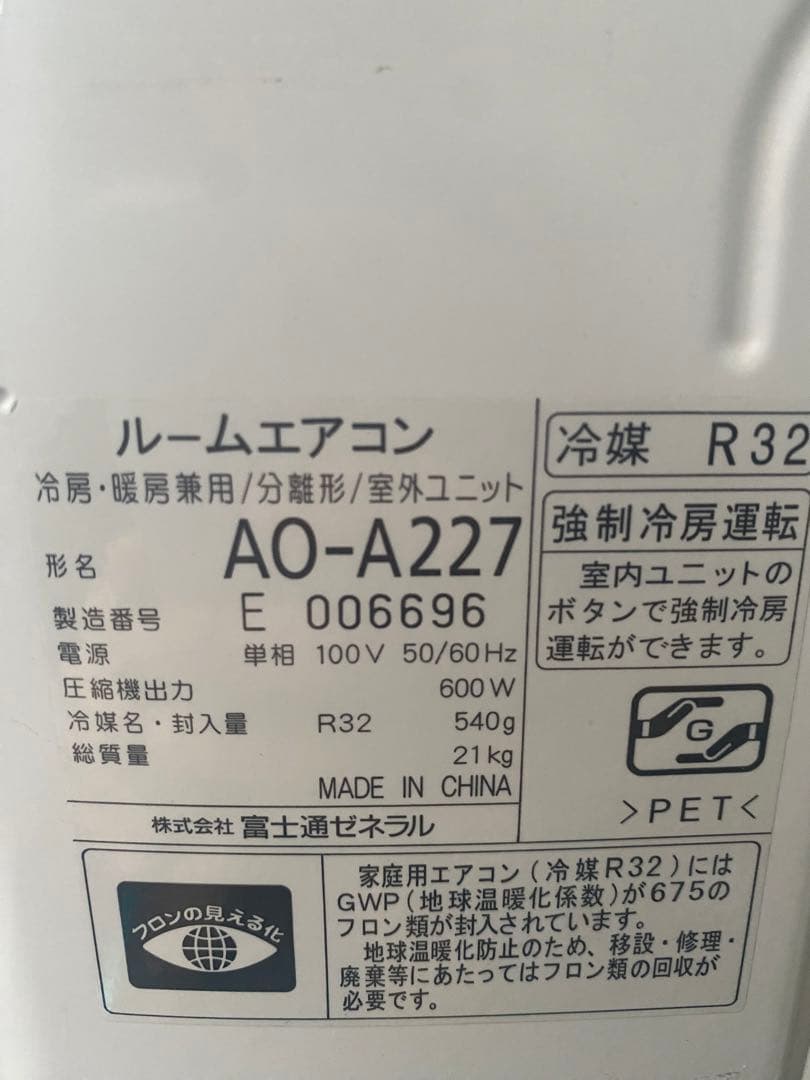 ルームエアコン
冷房・暖房兼用/分離形/室外ユニット
形名 AO-A227
製造番号 E 006696
電源 単相 100V 50/60Hz
圧縮機出力 600W
冷媒名・封入量 R32 540g
総質量 21kg
MADE IN CHINA
株式会社 富士通ゼネラル
冷媒 R32
強制冷房運転
室内ユニットの
ボタンで強制冷房
運転ができます。
G
>PET<
フロンの見える化
家庭用エアコン(冷媒R32)には
GWP(地球温暖化係数)が675の
フロン類が封入されています。
地球温暖化防止のため、移設・修理・
廃棄等にあたってはフロン類の回収が
必要です。